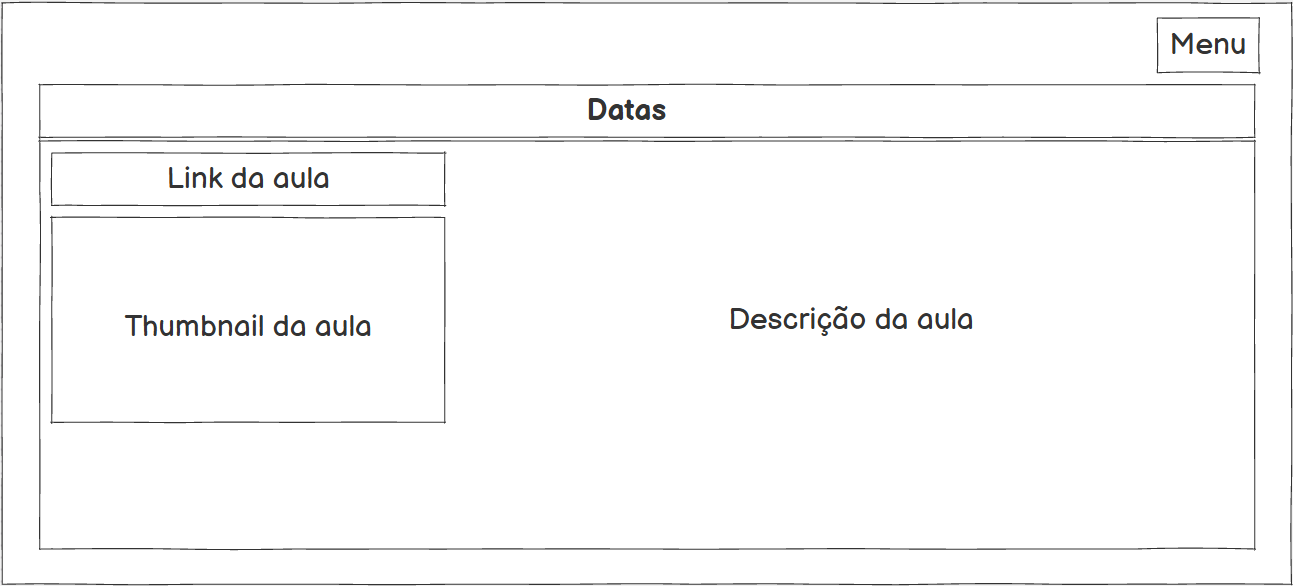 Menu
Datas
Link da aula
Thumbnail da aula
Descrição da aula